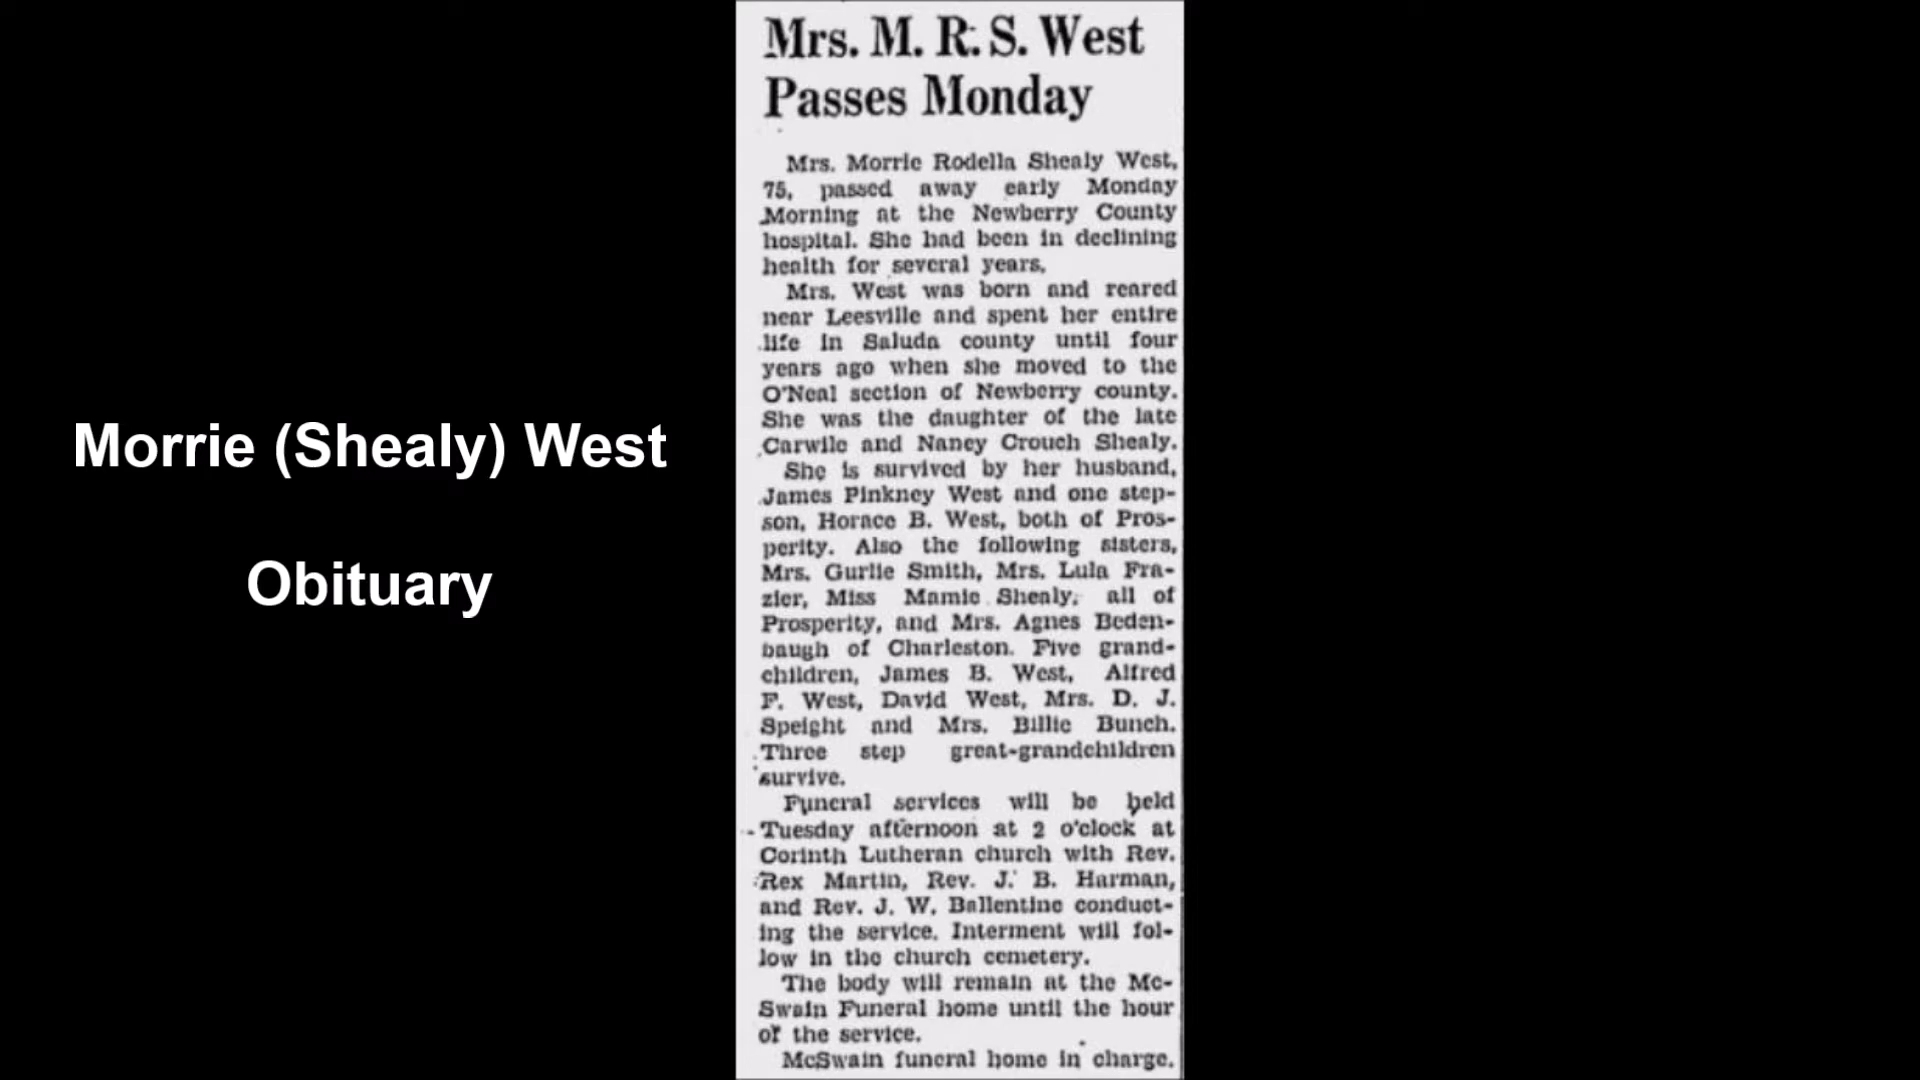 Morrie (Shealy) West
Obituary
Mrs. M. R. S. West
Passes Monday
Mrs. Morrie Rodella Shealy West,
75, passed away early Monday
Morning at the Newberry County
hospital. She had been in declining
health for several years.
Mrs. West was born and reared
near Leesville and spent her entire
life in Saluda county until four
years ago when she moved to the
O'Neal section of Newberry county.
She was the daughter of the late
Carwile and Nancy Crouch Shealy.
She is survived by her husband,
James Pinkney West and one step-
son, Horace B. West, both of Pros-
perity. Also the following sisters,
Mrs. Gurlie Smith, Mrs. Lula Fra-
zier, Miss Mamie Shealy, all of
Prosperity, and Mrs. Agnes Beden-
baugh of Charleston. Five grand-
children, James B. West, Alfred
F. West, David West, Mrs. D. J.
Speight and Mrs. Billie Bunch.
Three step great-grandchildren
survive.
Funeral services will be held
Tuesday afternoon at 2 o'clock at
Corinth Lutheran church with Rev.
Rex Martin, Rev. J. B. Harman,
and Rev. J. W. Ballentine conduct-
ing the service. Interment will fol-
low in the church cemetery.
The body will remain at the Mc-
Swain Funeral home until the hour
of the service.
McSwain funeral home in charge.